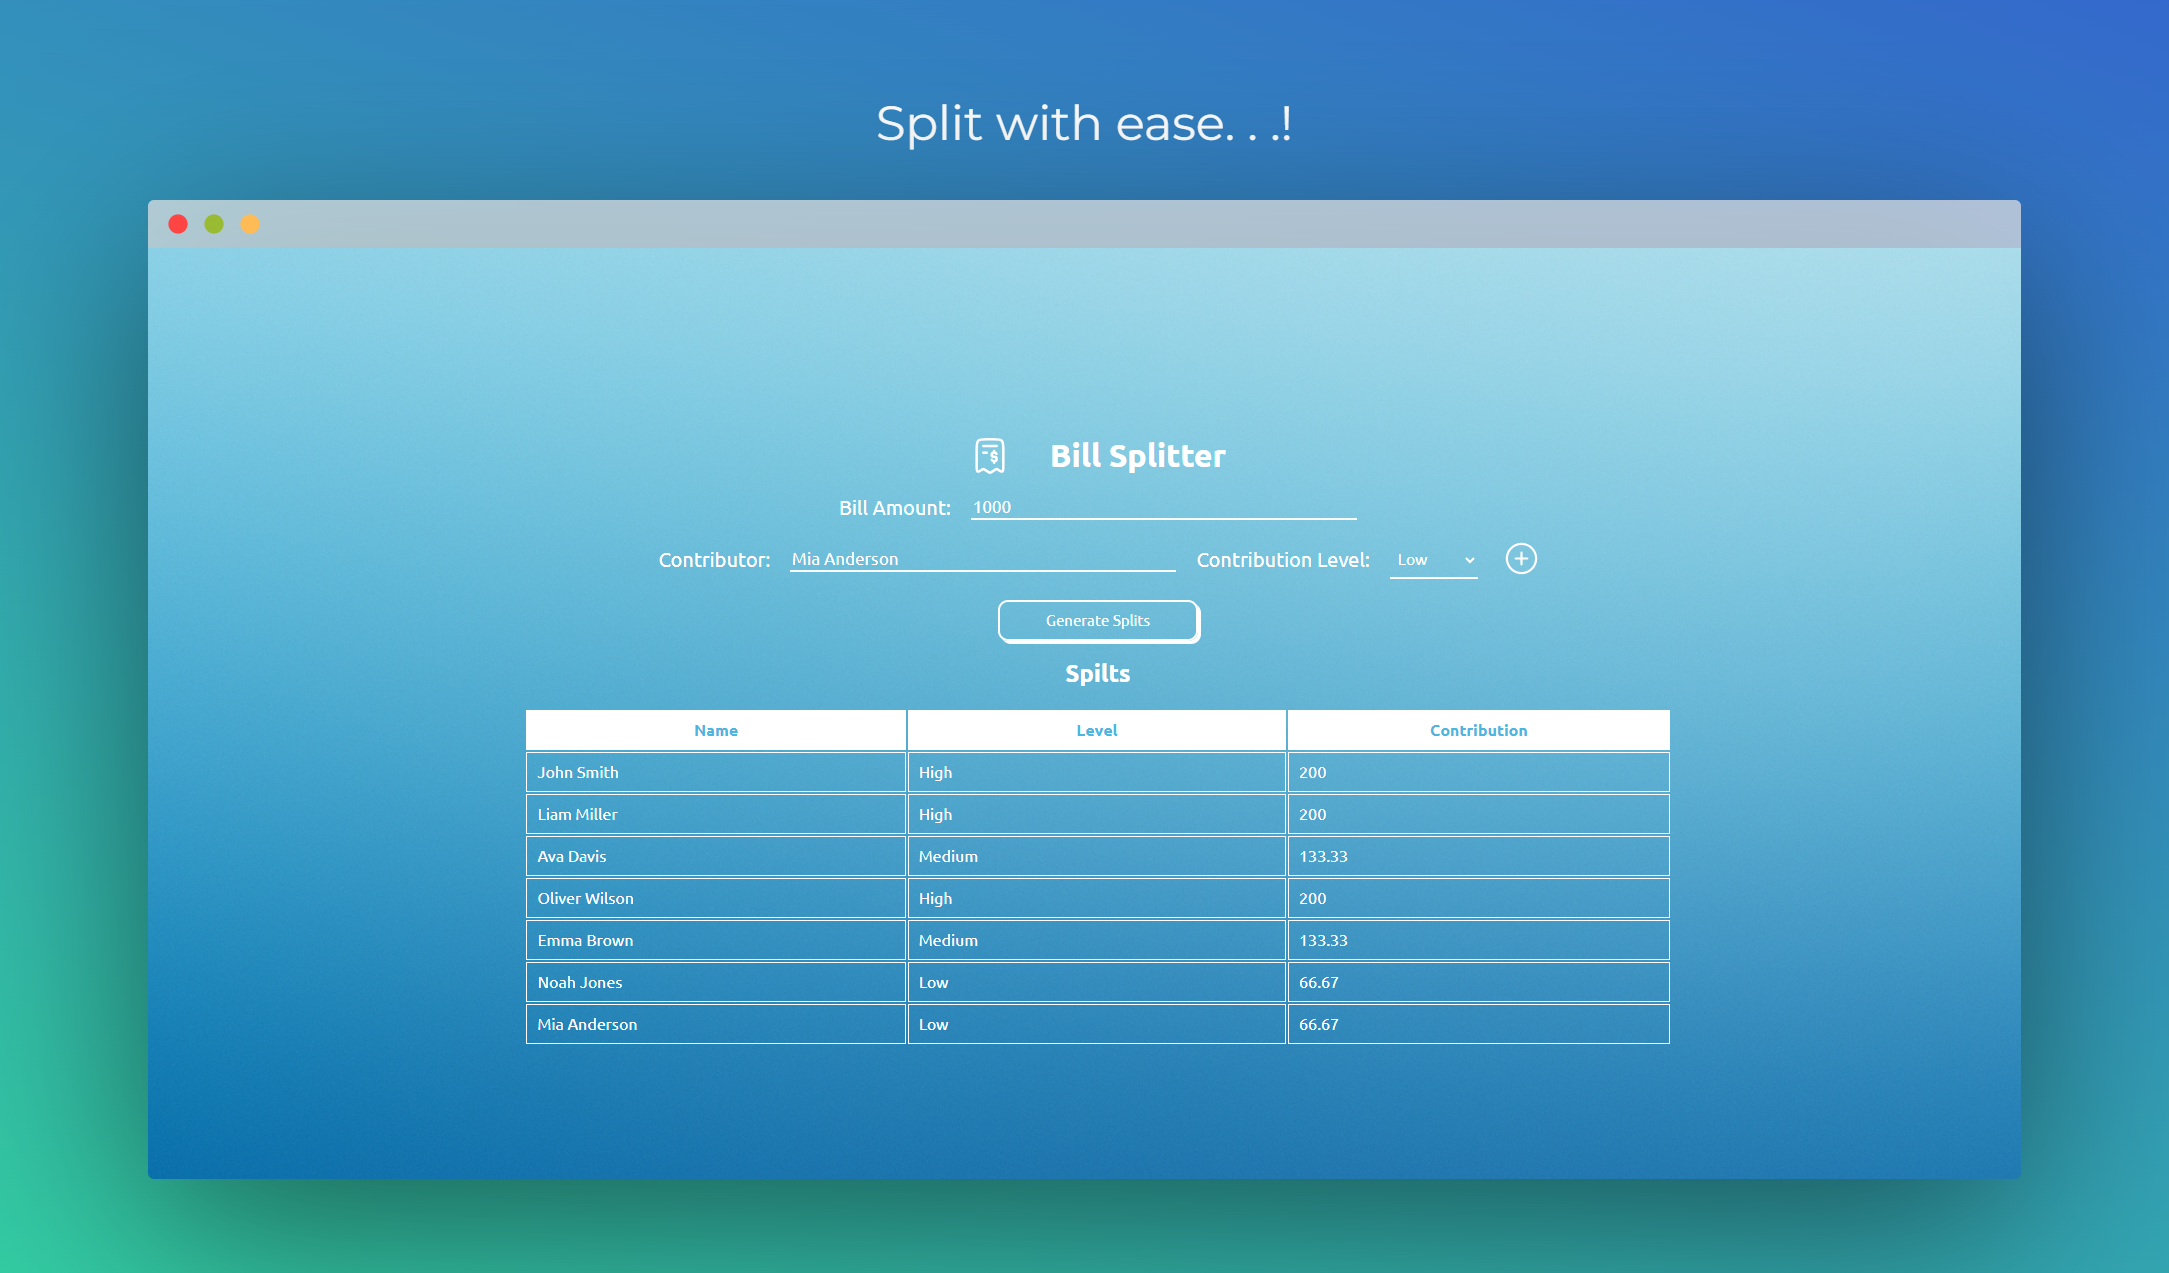 Split with ease. . .!
Bill Splitter
Bill Amount: 1000
Contributor: Mia Anderson Contribution Level: Low
Generate Splits
Spilts
Name Level Contribution
John Smith High 200
Liam Miller High 200
Ava Davis Medium 133.33
Oliver Wilson High 200
Emma Brown Medium 133.33
Noah Jones Low 66.67
Mia Anderson Low 66.67